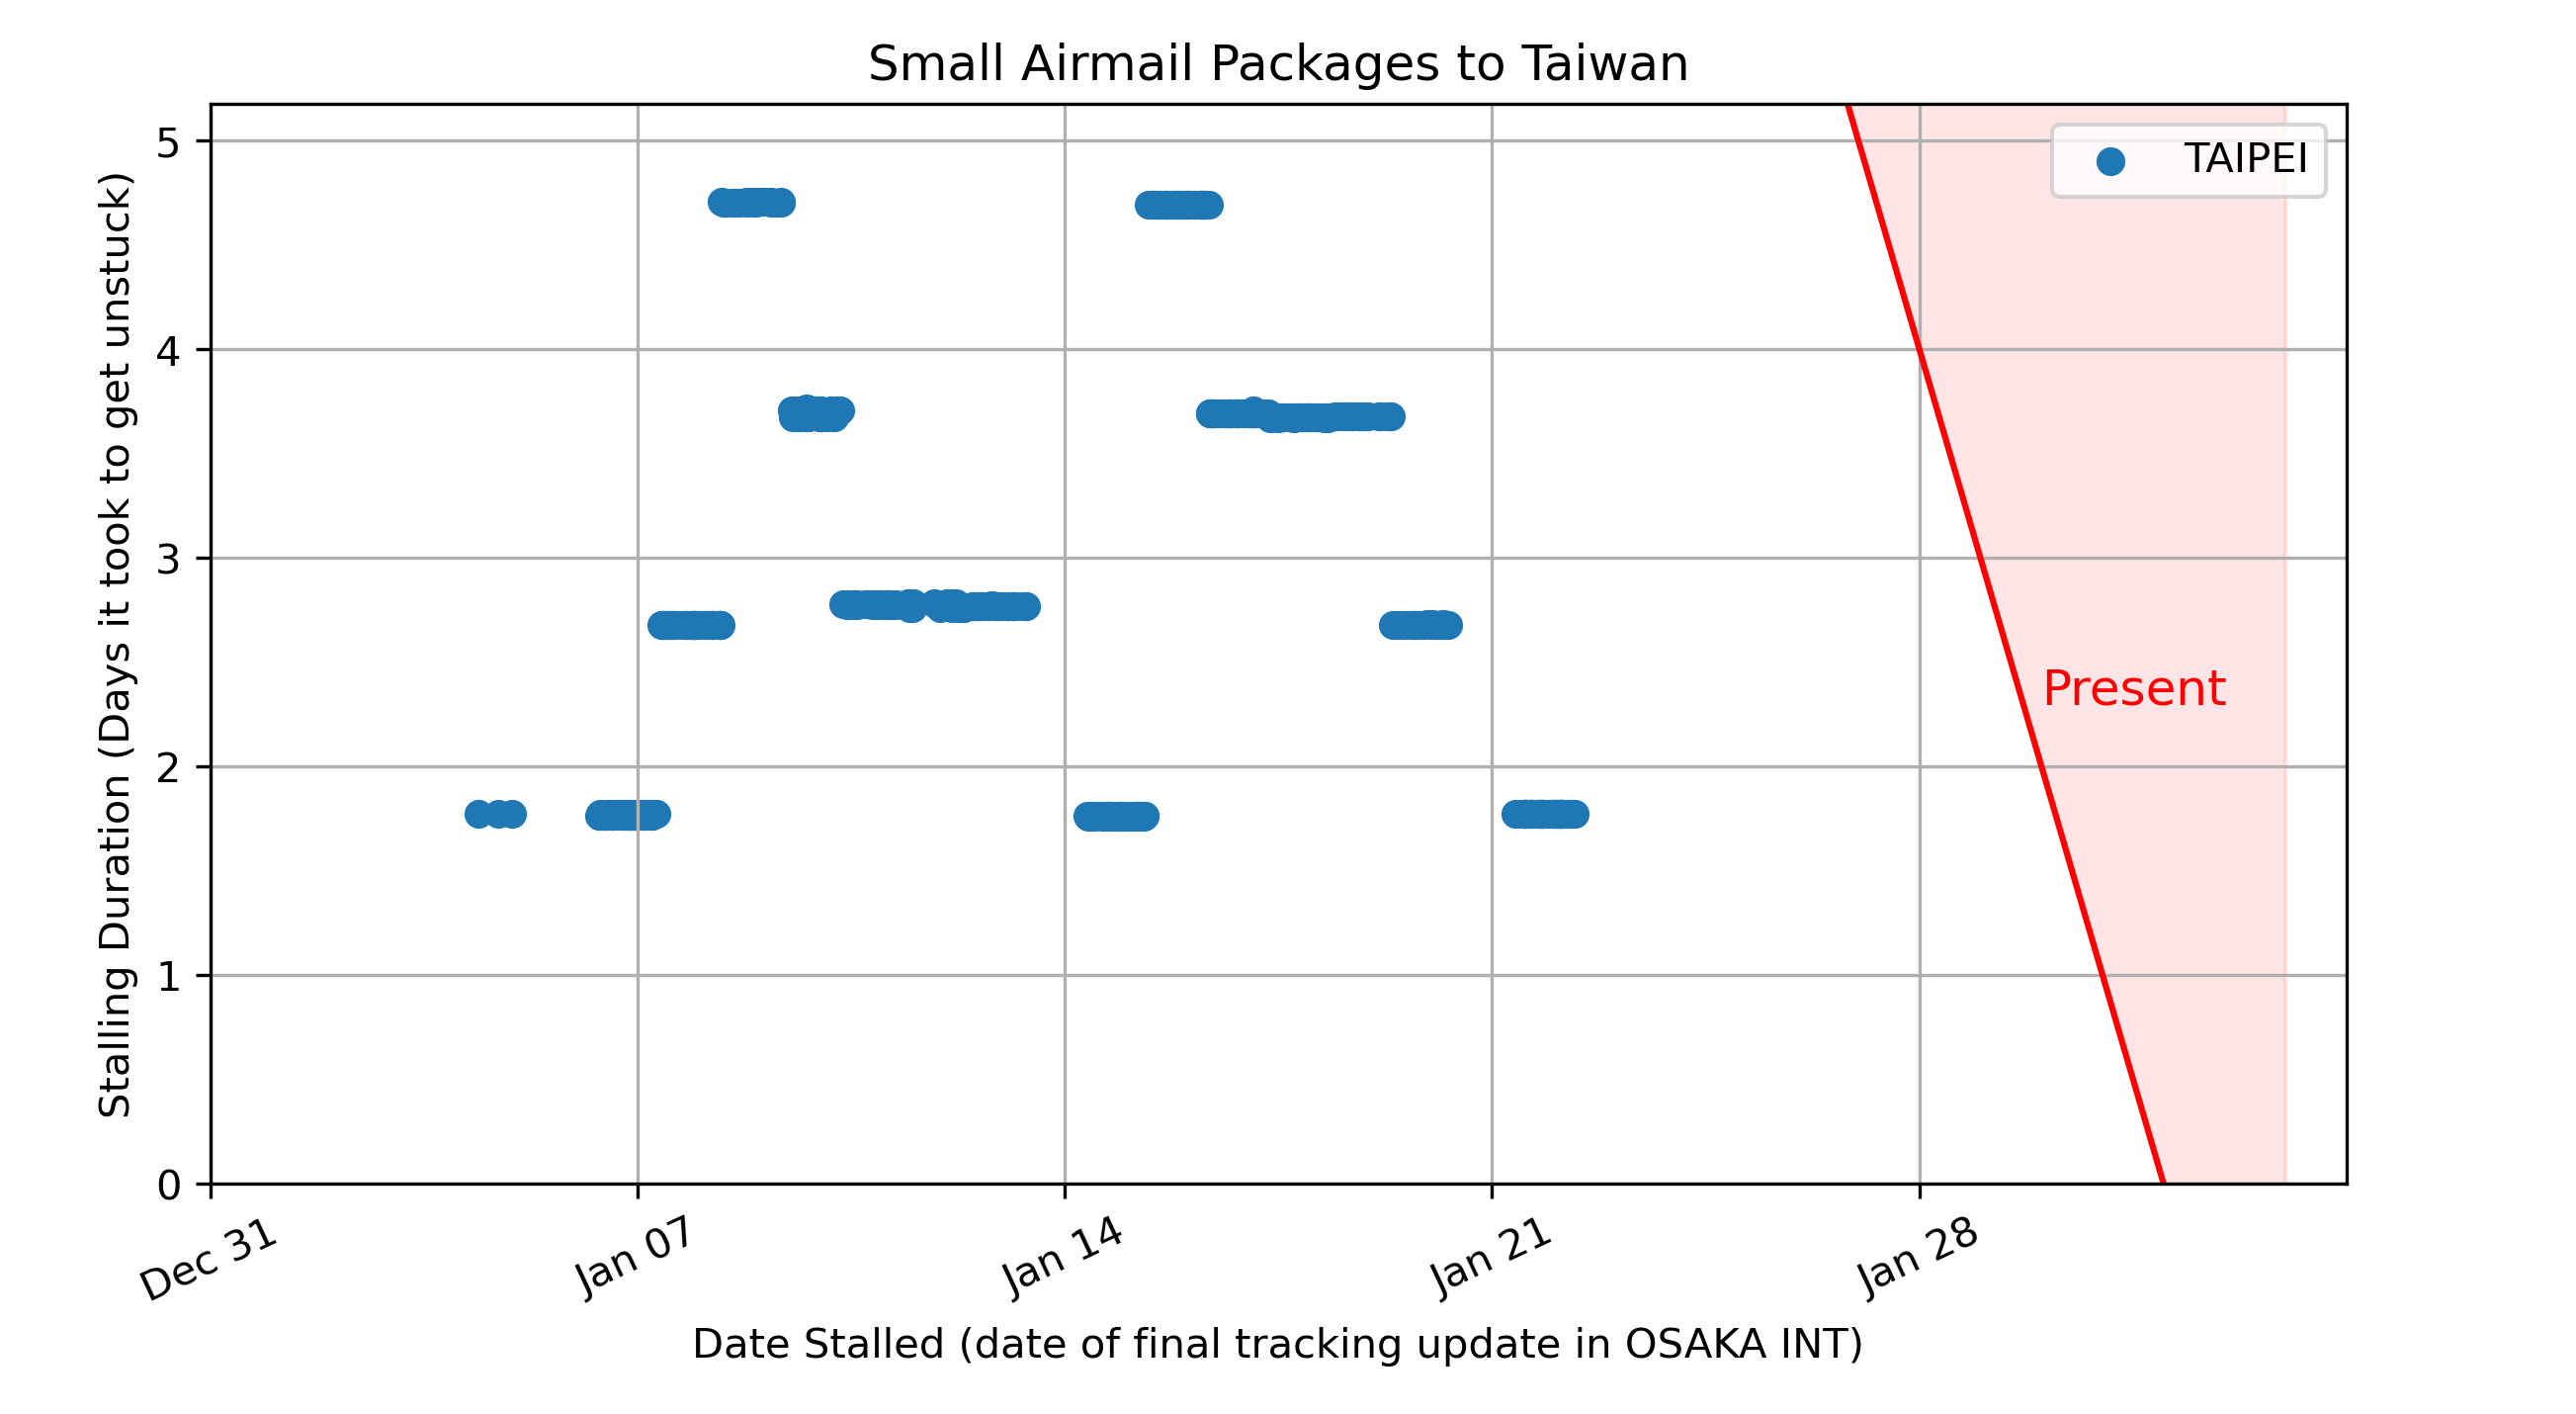 Small Airmail Packages to Taiwan
Stalling Duration (Days it took to get unstuck)
5
4
3
2
1
0
TAIPEI
Present
Dec 31
Jan 07
Jan 14
Jan 21
Jan 28
Date Stalled (date of final tracking update in OSAKA INT)